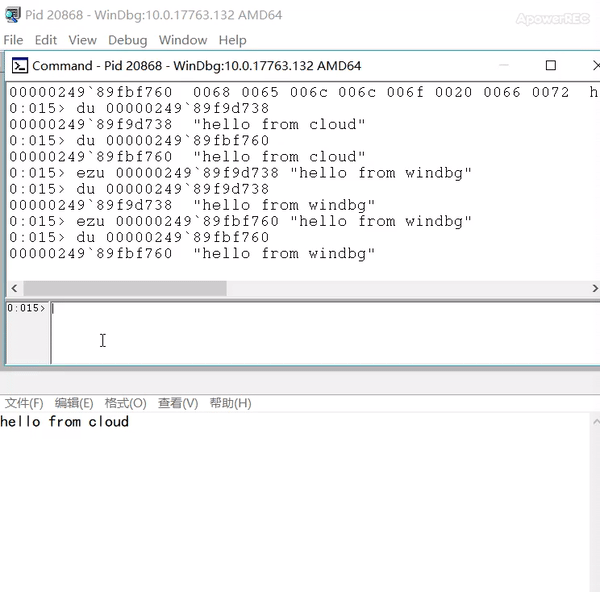 Pid 20868 - WinDbg:10.0.17763.132 AMD64
ApowerREC
File Edit View Debug Window Help
Command - Pid 20868 - WinDbg:10.0.17763.132 AMD64
00000249`89fbf760 0068 0065 006c 006c 006f 0020 0066 0072 h
0:015> du 00000249`89f9d738
00000249`89f9d738 "hello from cloud"
0:015> du 00000249`89fbf760
00000249`89fbf760 "hello from cloud"
0:015> ezu 00000249`89f9d738 "hello from windbg"
0:015> du 00000249`89f9d738
00000249`89f9d738 "hello from windbg"
0:015> ezu 00000249`89fbf760 "hello from windbg"
0:015> du 00000249`89fbf760
00000249`89fbf760 "hello from windbg"
0:015>
文件(F) 编辑(E) 格式(O) 查看(V) 帮助(H)
hello from cloud